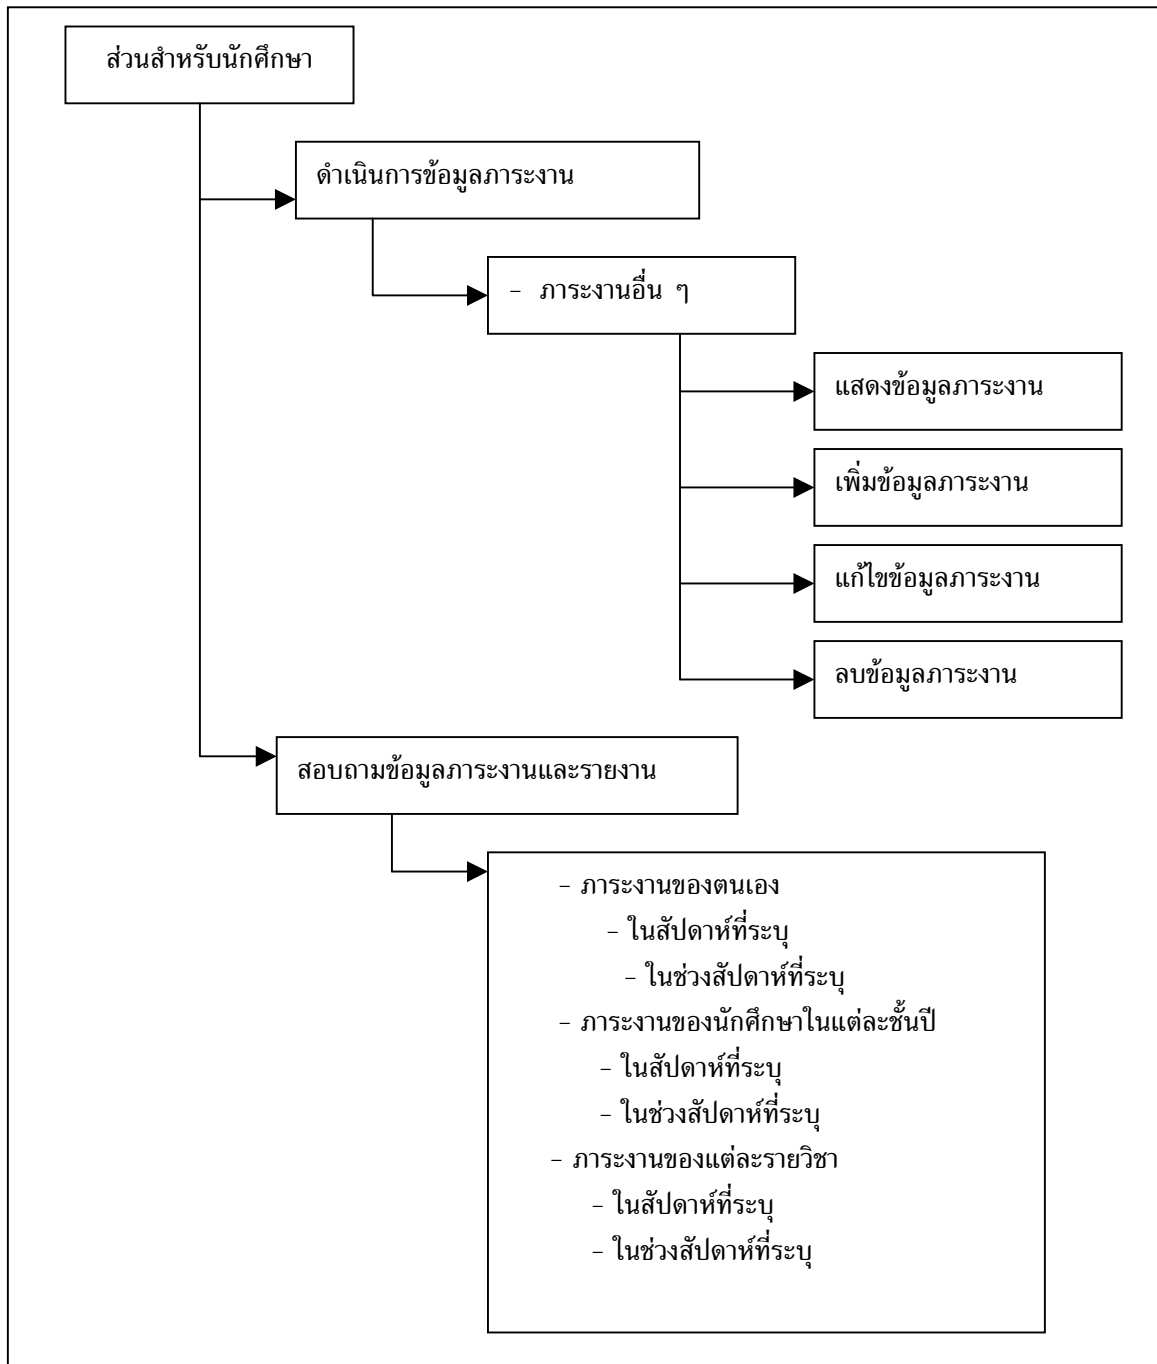 ส่วนสำหรับนักศึกษา
ดำเนินการข้อมูลภาระงาน
- ภาระงานอื่น ๆ
แสดงข้อมูลภาระงาน
เพิ่มข้อมูลภาระงาน
แก้ไขข้อมูลภาระงาน
ลบข้อมูลภาระงาน
สอบถามข้อมูลภาระงานและรายงาน
- ภาระงานของตนเอง
- ในสัปดาห์ที่ระบุ
- ในช่วงสัปดาห์ที่ระบุ
- ภาระงานของนักศึกษาในแต่ละชั้นปี
- ในสัปดาห์ที่ระบุ
- ในช่วงสัปดาห์ที่ระบุ
- ภาระงานของแต่ละรายวิชา
- ในสัปดาห์ที่ระบุ
- ในช่วงสัปดาห์ที่ระบุ